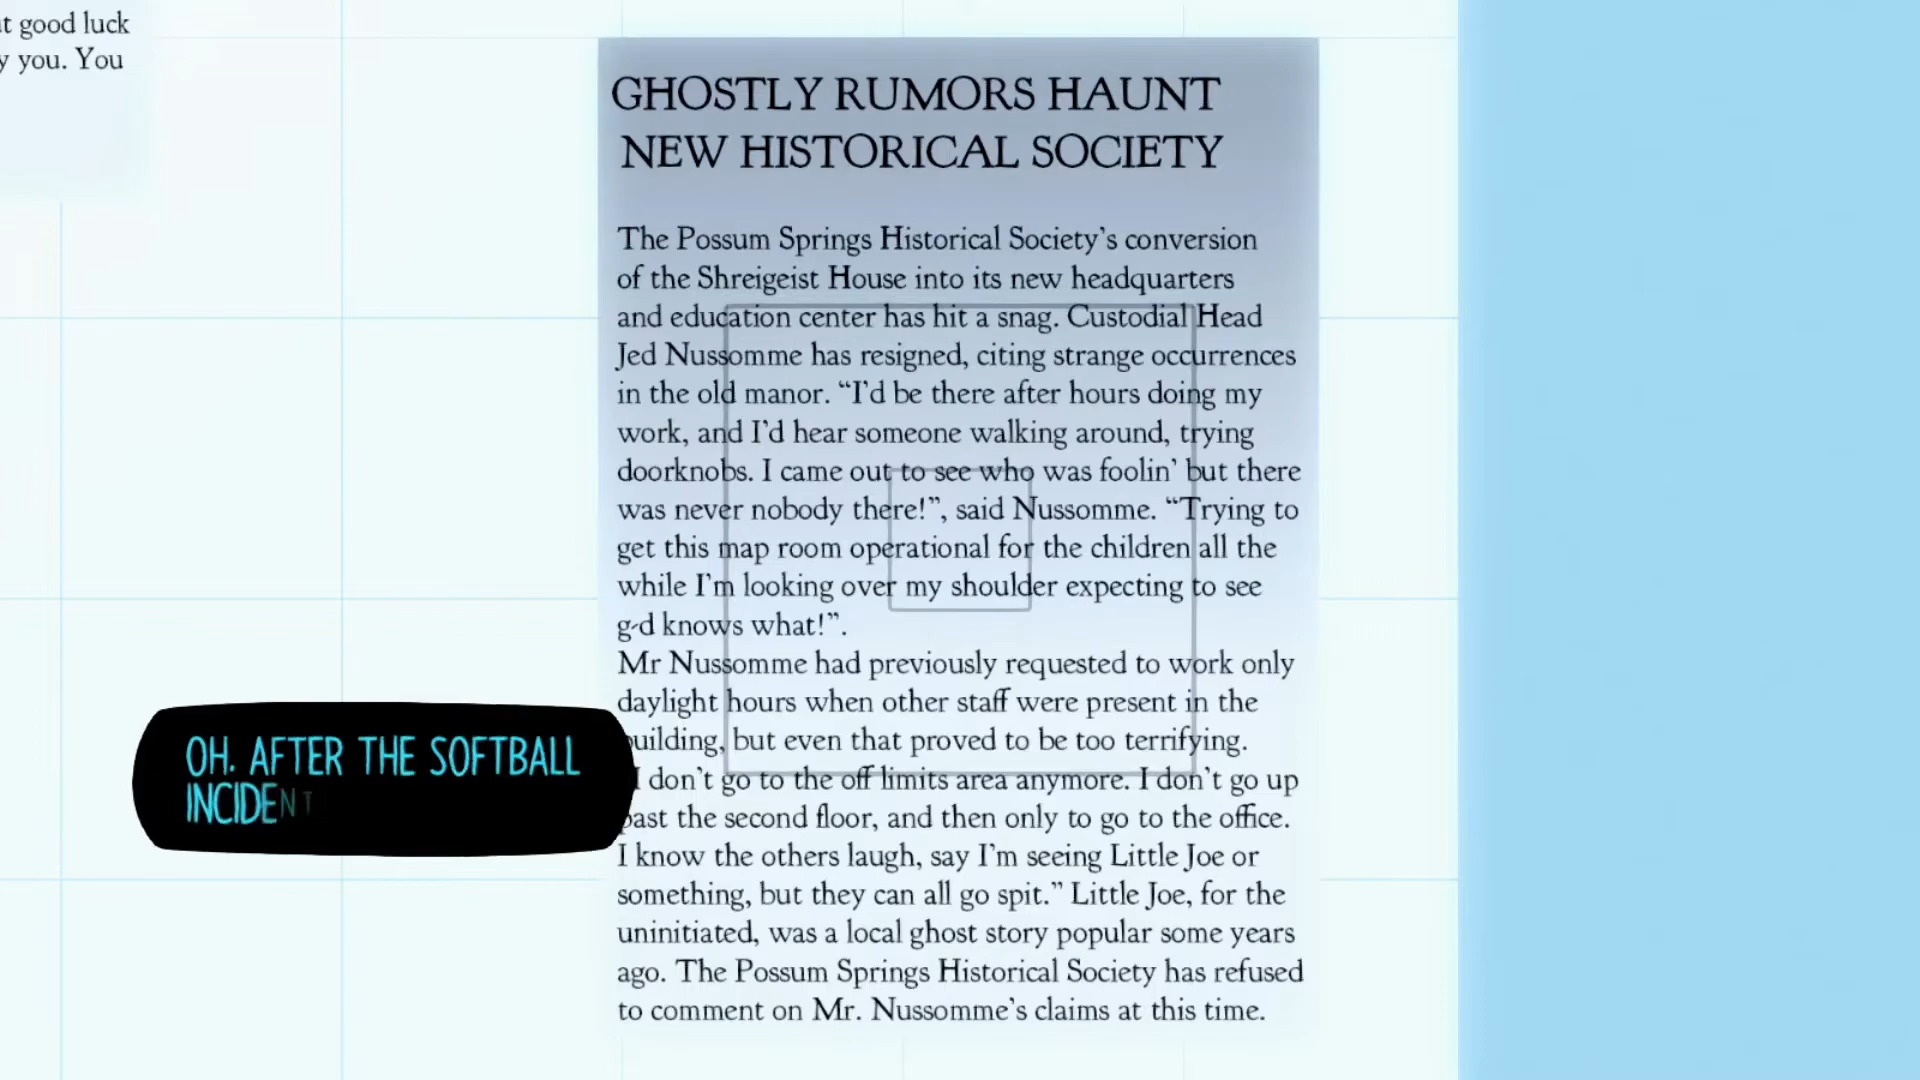 t good luck
y you. You
GHOSTLY RUMORS HAUNT
NEW HISTORICAL SOCIETY
The Possum Springs Historical Society’s conversion
of the Shreigeist House into its new headquarters
and education center has hit a snag. Custodial Head
Jed Nussomme has resigned, citing strange occurrences
in the old manor. “I’d be there after hours doing my
work, and I’d hear someone walking around, trying
doorknobs. I came out to see who was foolin’ but there
was never nobody there!”, said Nussomme. “Trying to
get this map room operational for the children all the
while I’m looking over my shoulder expecting to see
g-d knows what!”.
Mr Nussomme had previously requested to work only
daylight hours when other staff were present in the
uilding, but even that proved to be too terrifying.
I don’t go to the off limits area anymore. I don’t go up
past the second floor, and then only to go to the office.
I know the others laugh, say I’m seeing Little Joe or
something, but they can all go spit.” Little Joe, for the
uninitiated, was a local ghost story popular some years
ago. The Possum Springs Historical Society has refused
to comment on Mr. Nussomme’s claims at this time.
OH. AFTER THE SOFTBALL
INCIDENT